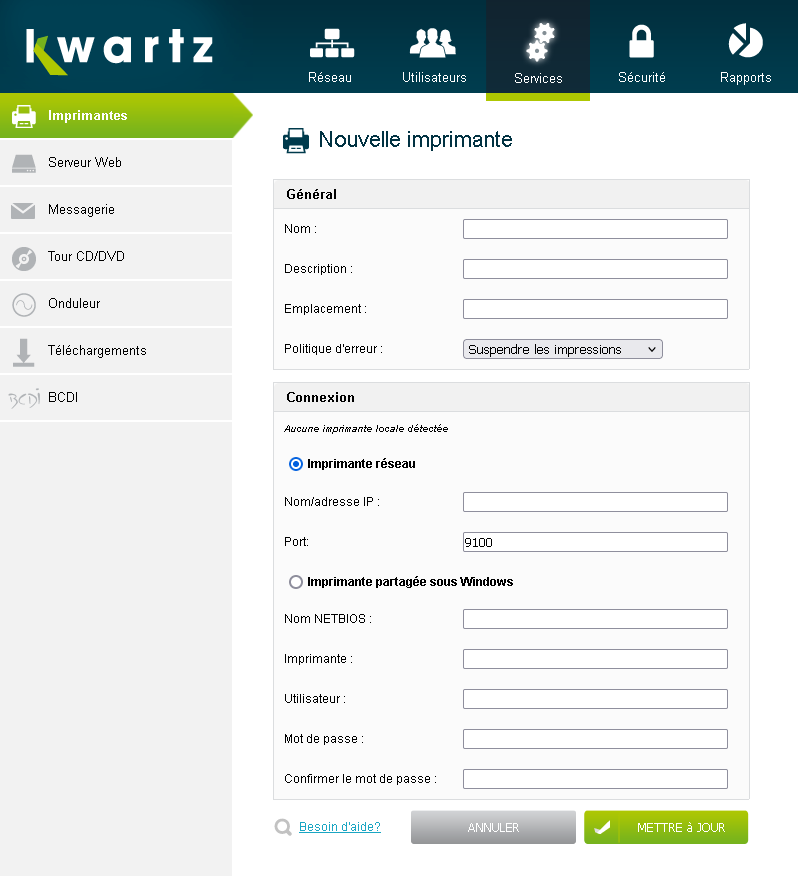 kwartz
Réseau
Utilisateurs
Services
Sécurité
Rapports
Imprimantes
Serveur Web
Messagerie
Tour CD/DVD
Onduleur
Téléchargements
BCDI BCDI
Nouvelle imprimante
Général
Nom :
Description :
Emplacement :
Politique d'erreur : Suspendre les impressions
Connexion
Aucune imprimante locale détectée
Imprimante réseau
Nom/adresse IP :
Port: 9100
Imprimante partagée sous Windows
Nom NETBIOS :
Imprimante :
Utilisateur :
Mot de passe :
Confirmer le mot de passe :
Besoin d'aide?
ANNULER
METTRE à JOUR